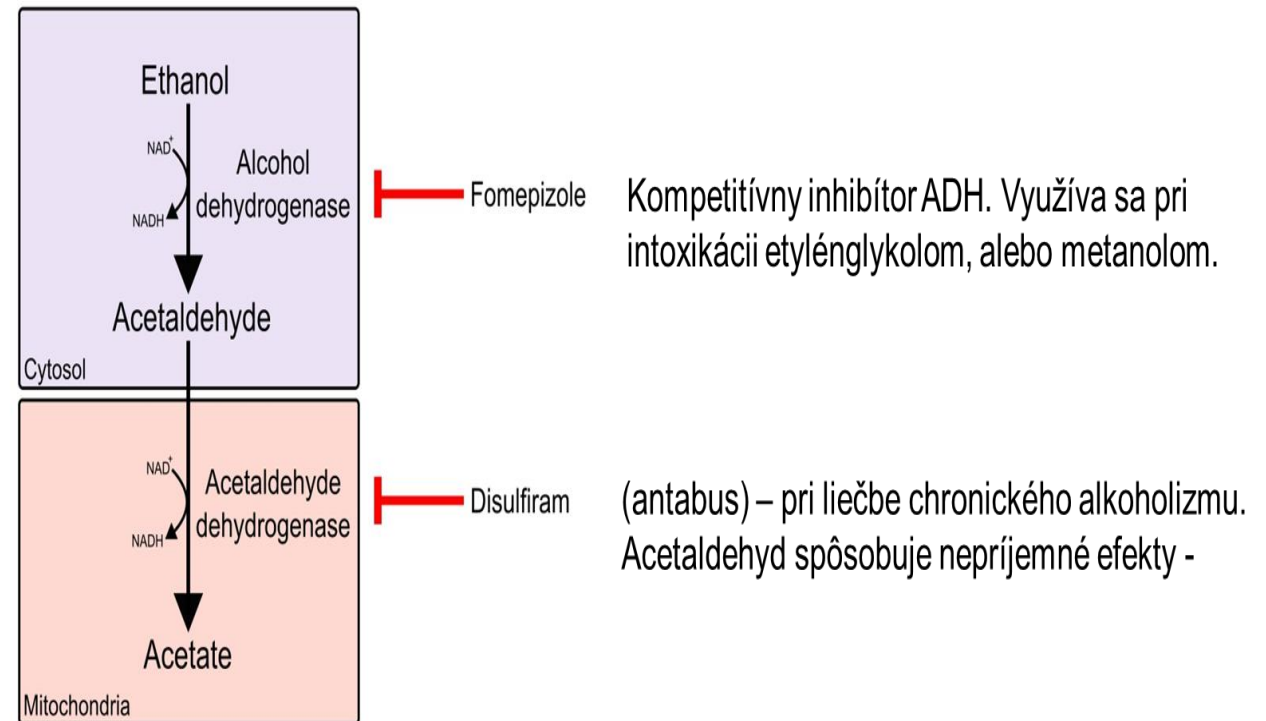 Ethanol
NAD+
NADH
Alcohol
dehydrogenase
Fomepizole
Kompetitívny inhibítor ADH. Využíva sa pri
intoxikácii etylénglykolom, alebo metanolom.
Acetaldehyde
Cytosol
NAD+
NADH
Acetaldehyde
dehydrogenase
Disulfiram
(antabus) – pri liečbe chronického alkoholizmu.
Acetaldehyd spôsobuje nepríjemné efekty -
Acetate
Mitochondria